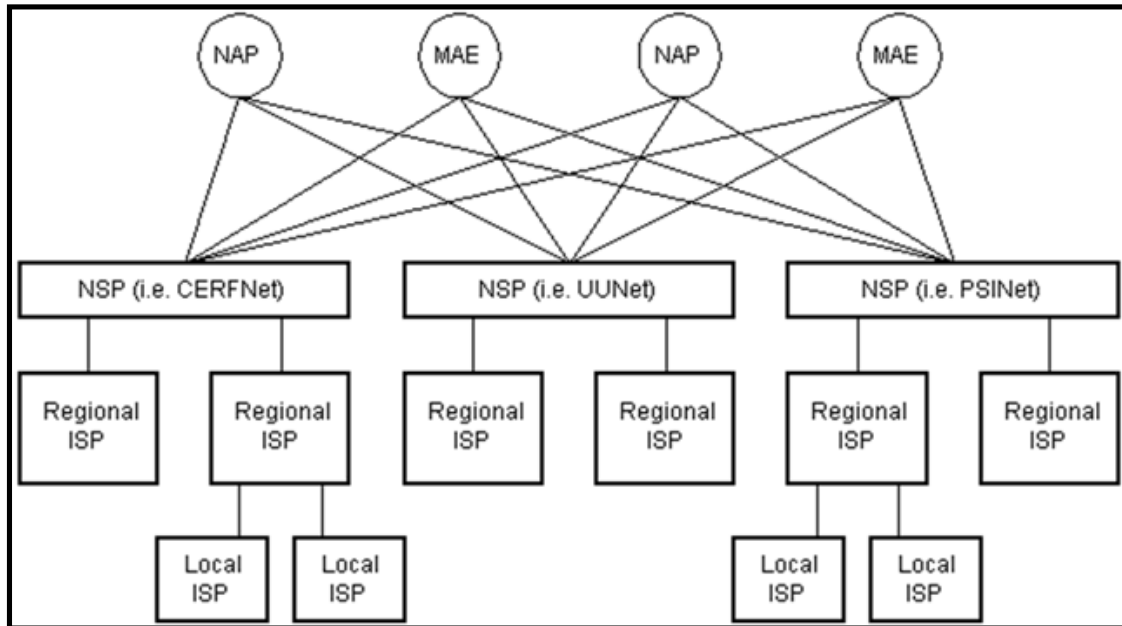 NAP
MAE
NAP
MAE
NSP (i.e. CERFNet)
NSP (i.e. UUNet)
NSP (i.e. PSINet)
Regional
ISP
Regional
ISP
Regional
ISP
Regional
ISP
Regional
ISP
Regional
ISP
Local
ISP
Local
ISP
Local
ISP
Local
ISP